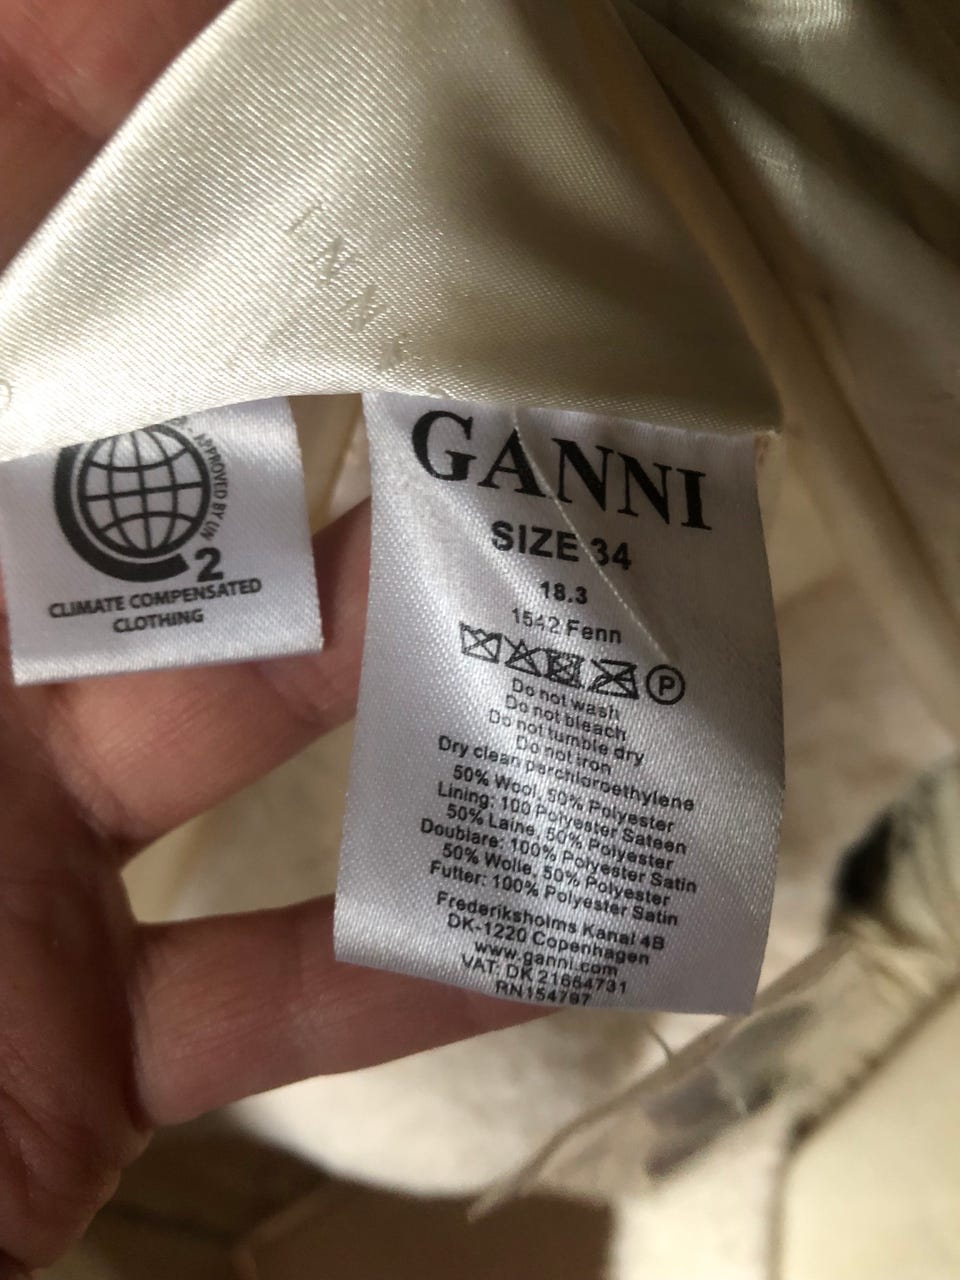 APPROVED BY UN
2
CLIMATE COMPENSATED
CLOTHING
GANNI
SIZE 34
18.3
1542 Fenn
P
Do not wash
Do not bleach
Do not tumble dry
Do not iron
Dry clean perchloroethylene
50% Wool, 50% Polyester
Lining: 100 Polyester Sateen
50% Laine, 50% Polyester
Doublare: 100% Polyester Satin
50% Wolle, 50% Polyester
Futter: 100% Polyester Satin
Frederiksholms Kanal 4B
DK-1220 Copenhagen
www.ganni.com
VAT: DK 21664731
RN154797